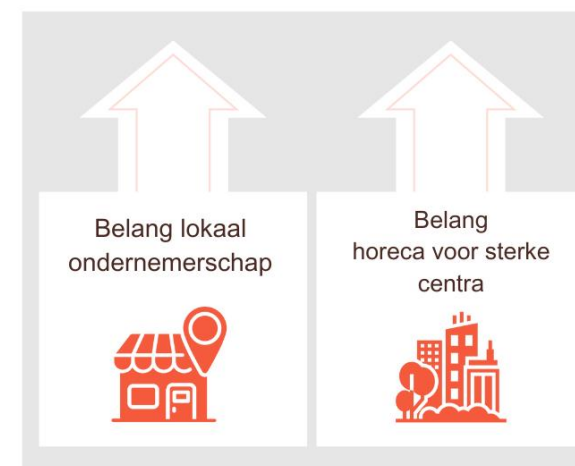 Belang lokaal
ondernemerschap
Belang
horeca voor sterke
centra